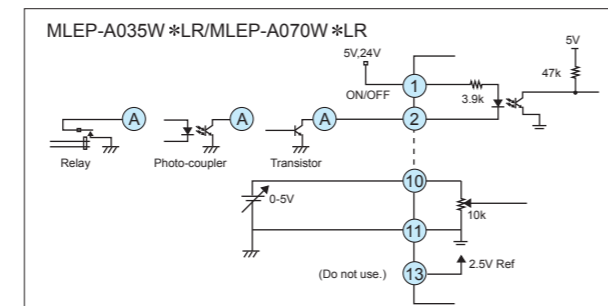 MLEP-A035W＊LR/MLEP-A070W＊LR
5V,24V
5V
47k
1
3.9k
ON/OFF
A
A
A
2
Relay
Photo-coupler
Transistor
10
0-5V
10k
11
2.5V Ref
(Do not use.)
13